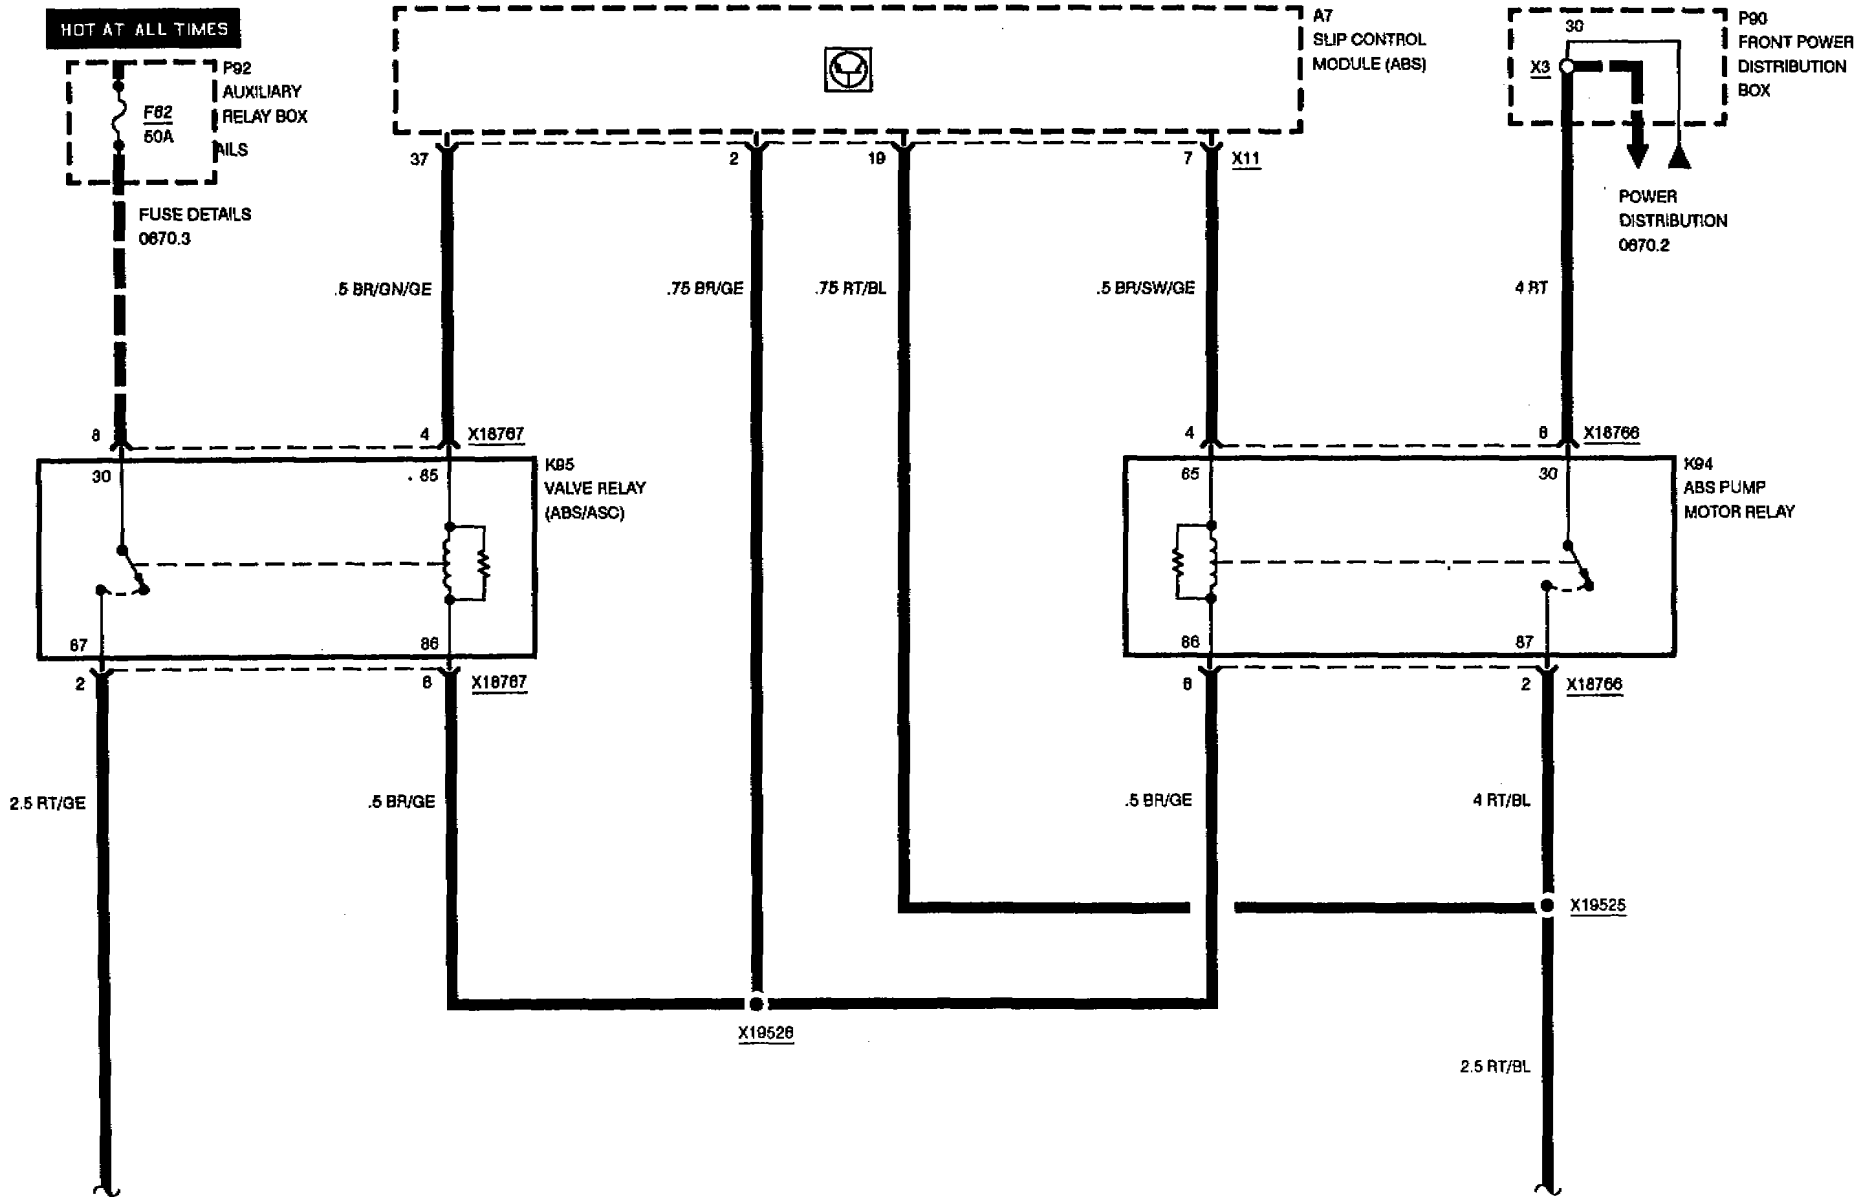 HOT AT ALL TIMES
P92
AUXILIARY
RELAY BOX
AILS
F62
50A
FUSE DETAILS
0670.3
A7
SLIP CONTROL
MODULE (ABS)
P90
FRONT POWER
DISTRIBUTION
BOX
30
X3
POWER
DISTRIBUTION
0670.2
37
2
19
7
X11
.5 BR/GN/GE
.75 BR/GE
.75 RT/BL
.5 BR/SW/GE
4 RT
8
4
X18767
4
8
X18766
K95
VALVE RELAY
(ABS/ASC)
30
85
87
86
K94
ABS PUMP
MOTOR RELAY
85
30
86
87
2
6
X18767
6
2
X18766
2.5 RT/GE
.5 BR/GE
.5 BR/GE
4 RT/BL
X19525
X19526
2.5 RT/BL